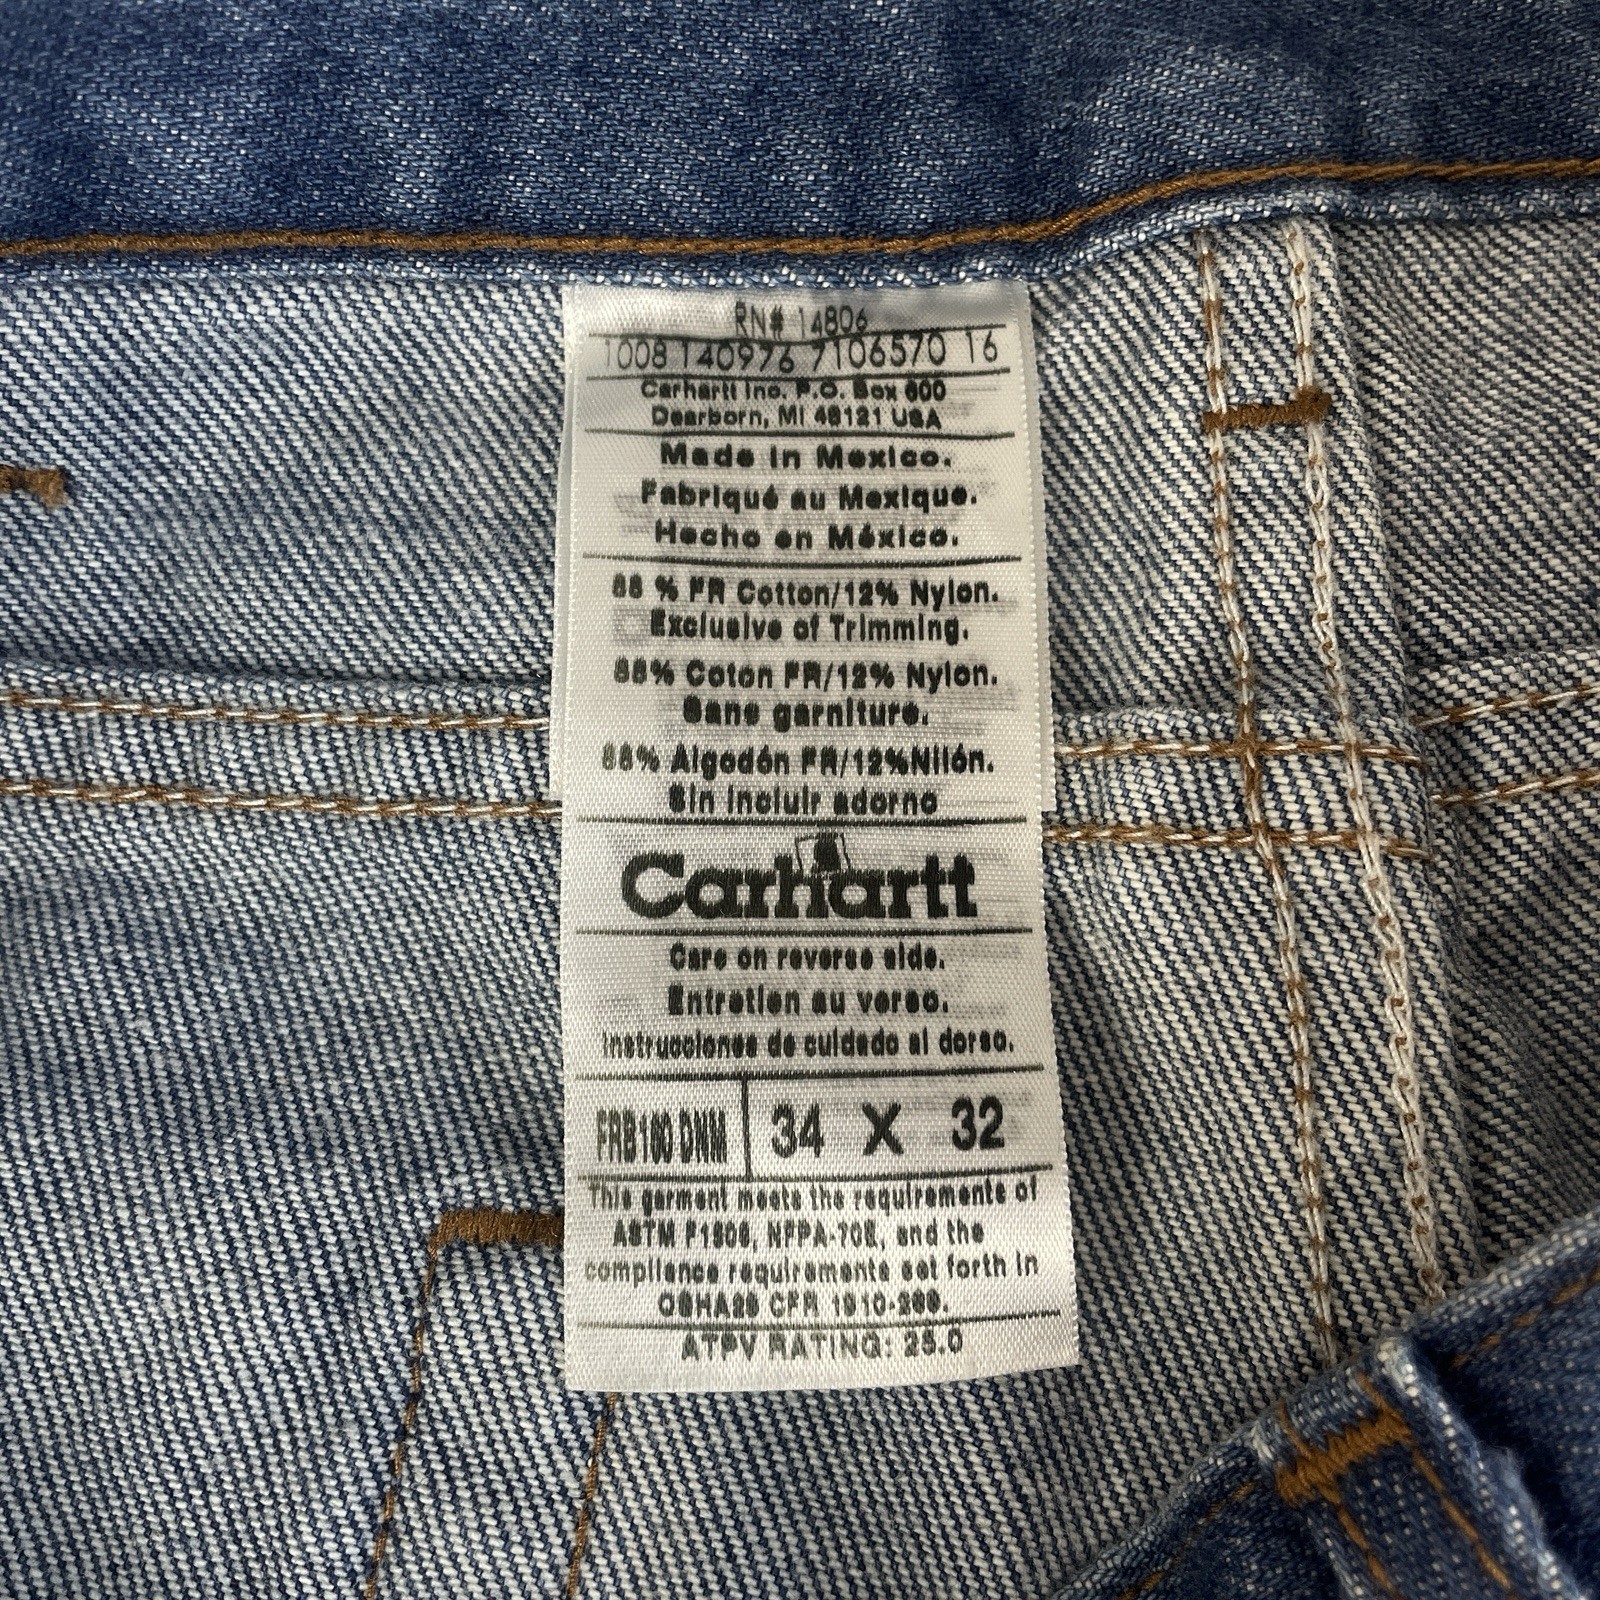 RN# 14806
1008 140976 7106570 16
Carhartt Inc. P.O. Box 600
Dearborn, MI 48121 USA
Made in Mexico.
Fabriqué au Mexique.
Hecho en México.
88 % FR Cotton/12% Nylon.
Exclusive of Trimming.
88% Coton FR/12% Nylon.
Sans garniture.
88% Algodón FR/12%Nilón.
Sin incluir adorno
Carhartt
Care on reverse side.
Entretien au verso.
Instrucciones de cuidado al dorso.
FRB160 DNM 34 X 32
This garment meets the requirements of
ASTM F1506, NFPA-70E, and the
compliance requirements set forth in
OSHA29 CFR 1910-269.
ATPV RATING: 25.0